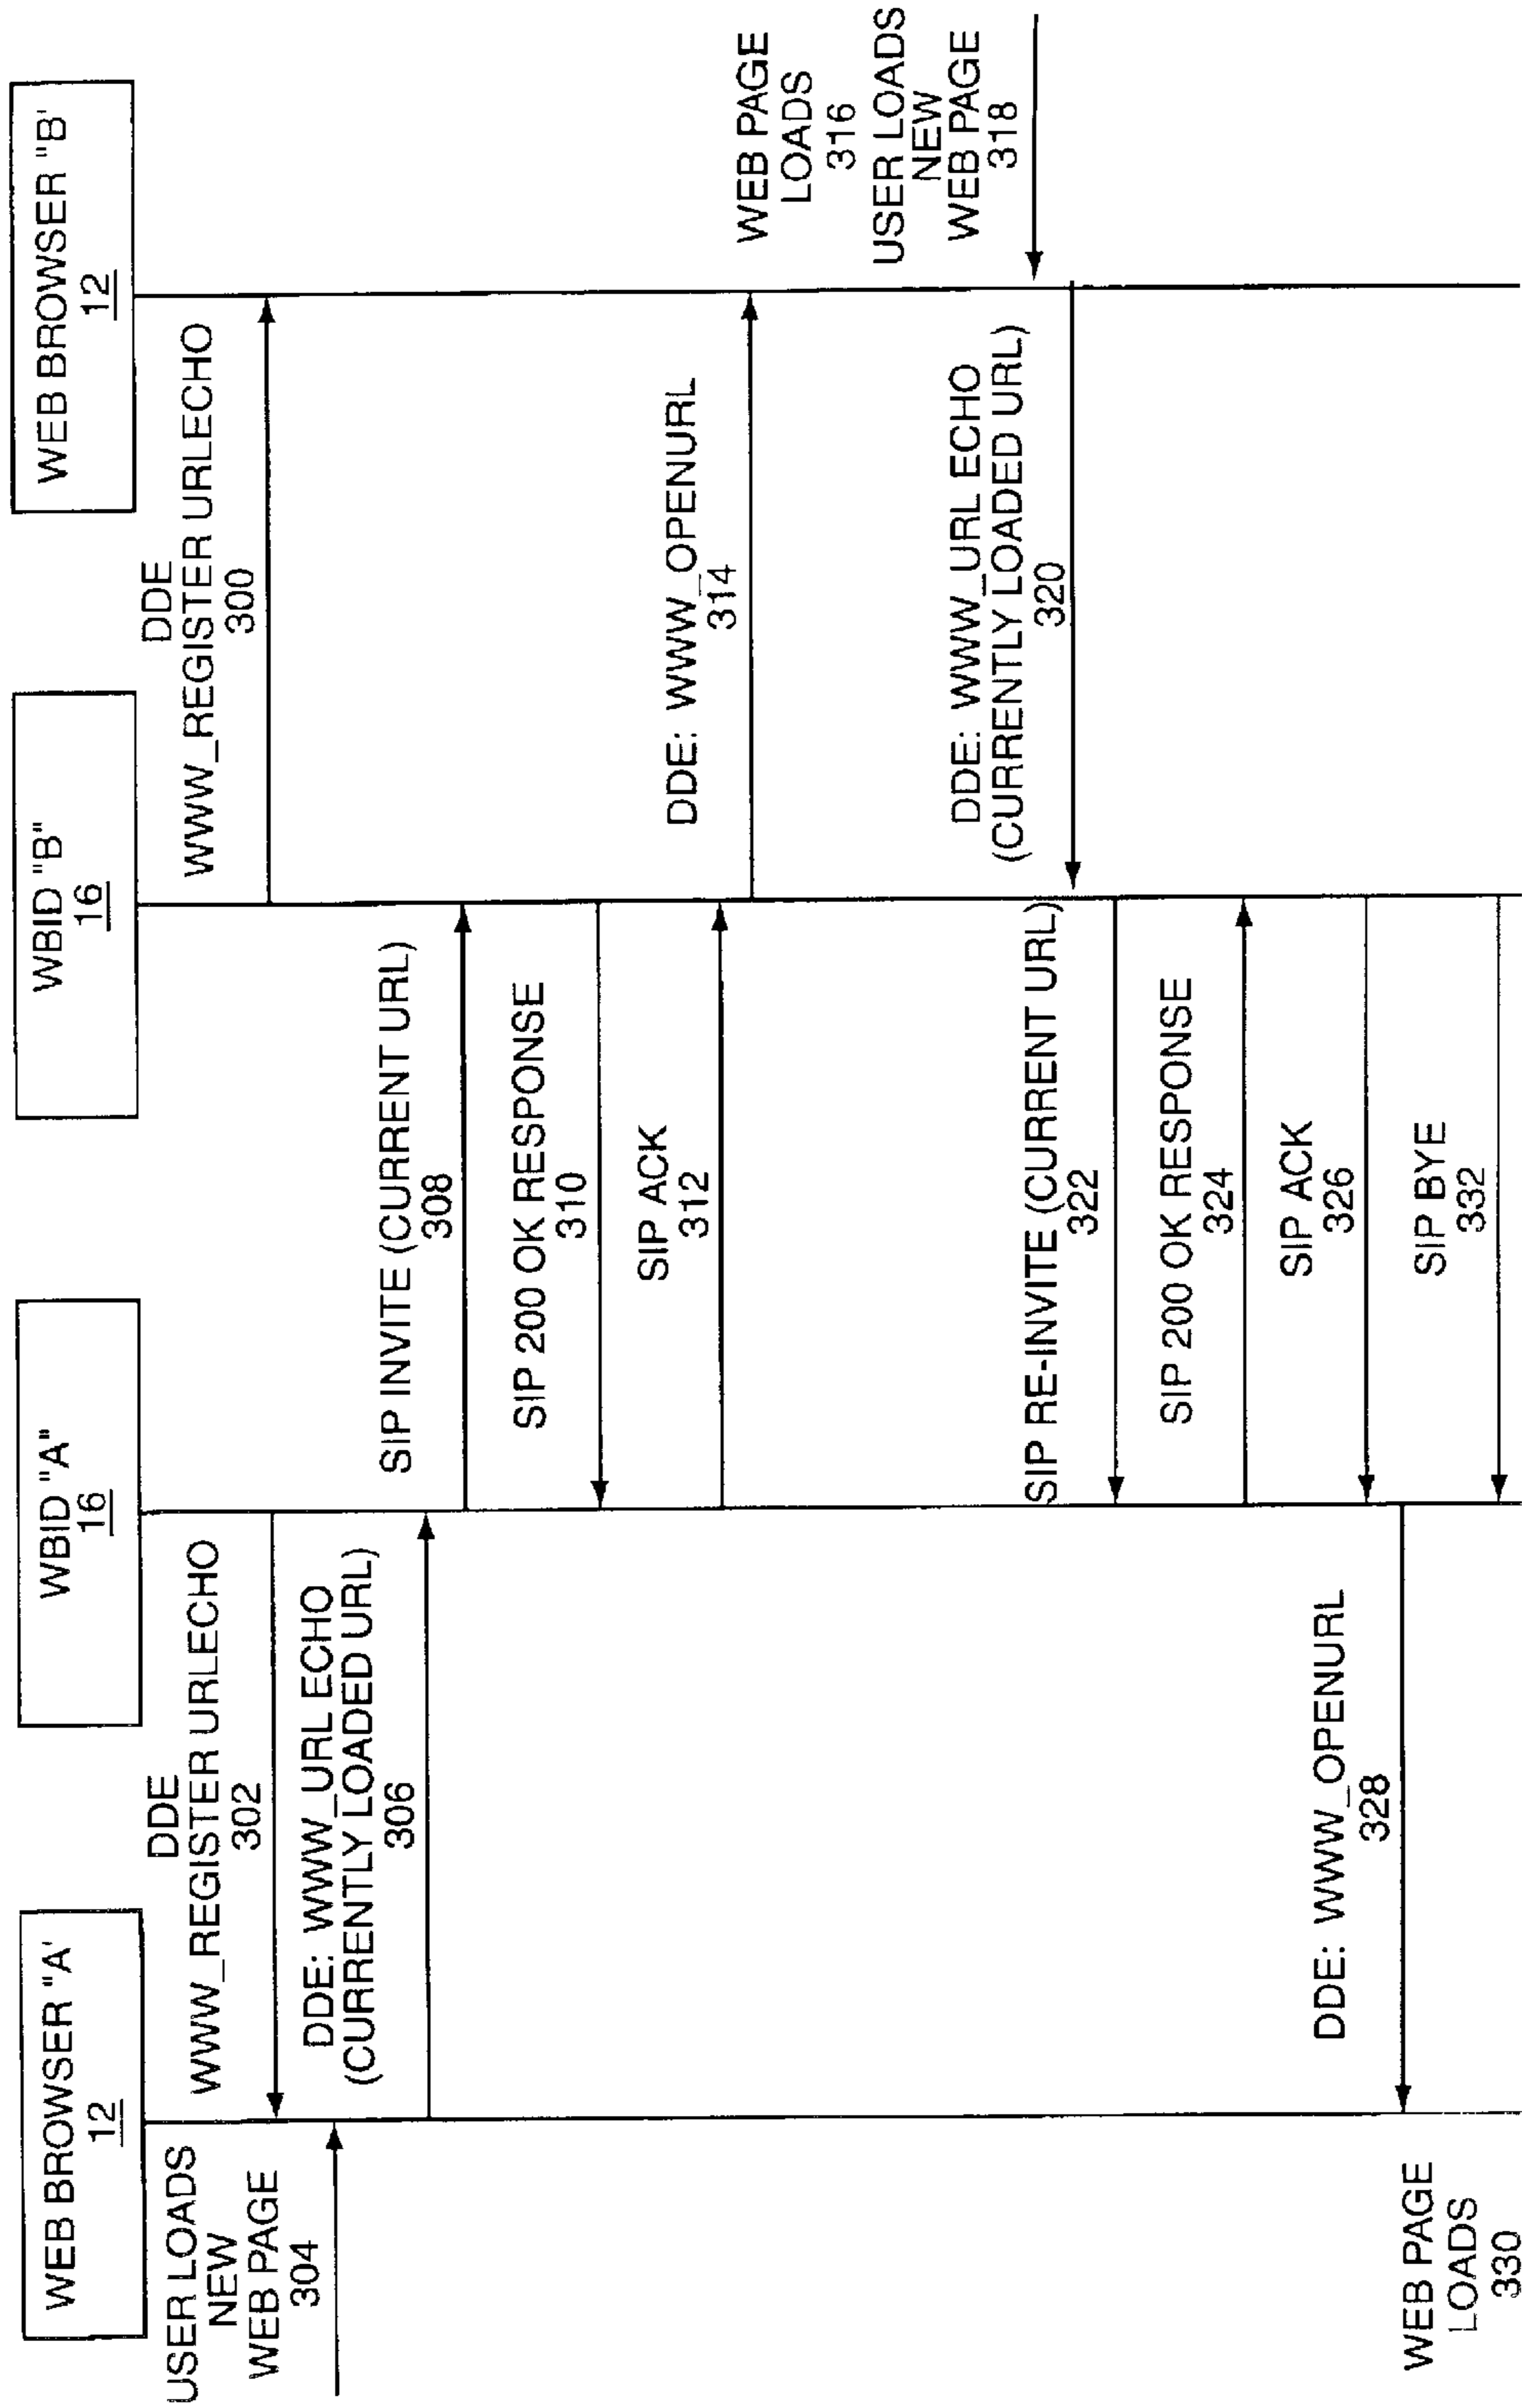 WEB BROWSER "A'
12
WBID "A"
16
WBID "B"
16
WEB BROWSER "B'
12
DDE
WWW_REGISTER URLECHO
300
DDE
WWW_REGISTER URLECHO
302
USER LOADS
NEW
WEB PAGE
304
DDE: WWW_URL ECHO
(CURRENTLY LOADED URL)
306
SIP INVITE (CURRENT URL)
308
SIP 200 OK RESPONSE
310
SIP ACK
312
DDE: WWW_OPENURL
314
WEB PAGE
LOADS
316
USER LOADS
NEW
WEB PAGE
318
DDE: WWW_URL ECHO
(CURRENTLY LOADED URL)
320
SIP RE-INVITE (CURRENT URL)
322
SIP 200 OK RESPONSE
324
SIP ACK
326
DDE: WWW_OPENURL
328
WEB PAGE
LOADS
330
SIP BYE
332